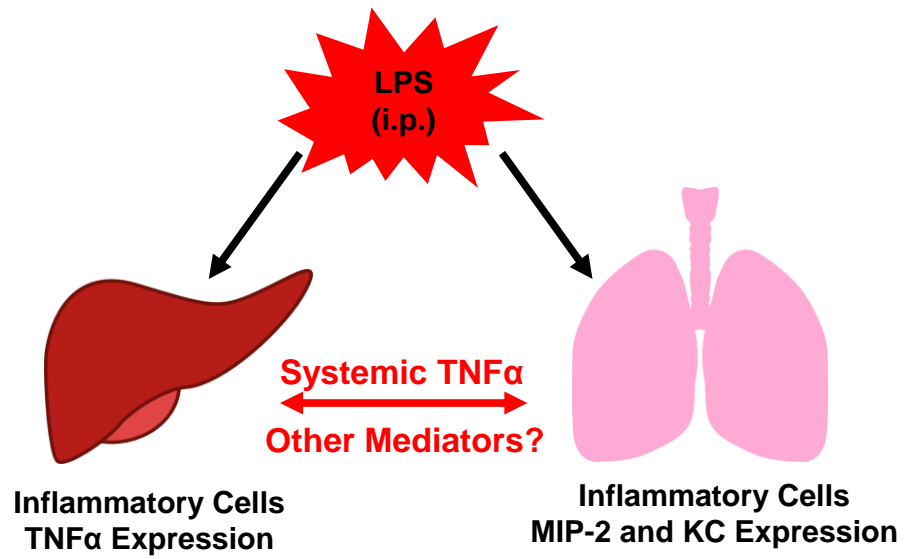 LPS
(i.p.)
Systemic TNFα
Other Mediators?
Inflammatory Cells
TNFα Expression
Inflammatory Cells
MIP-2 and KC Expression